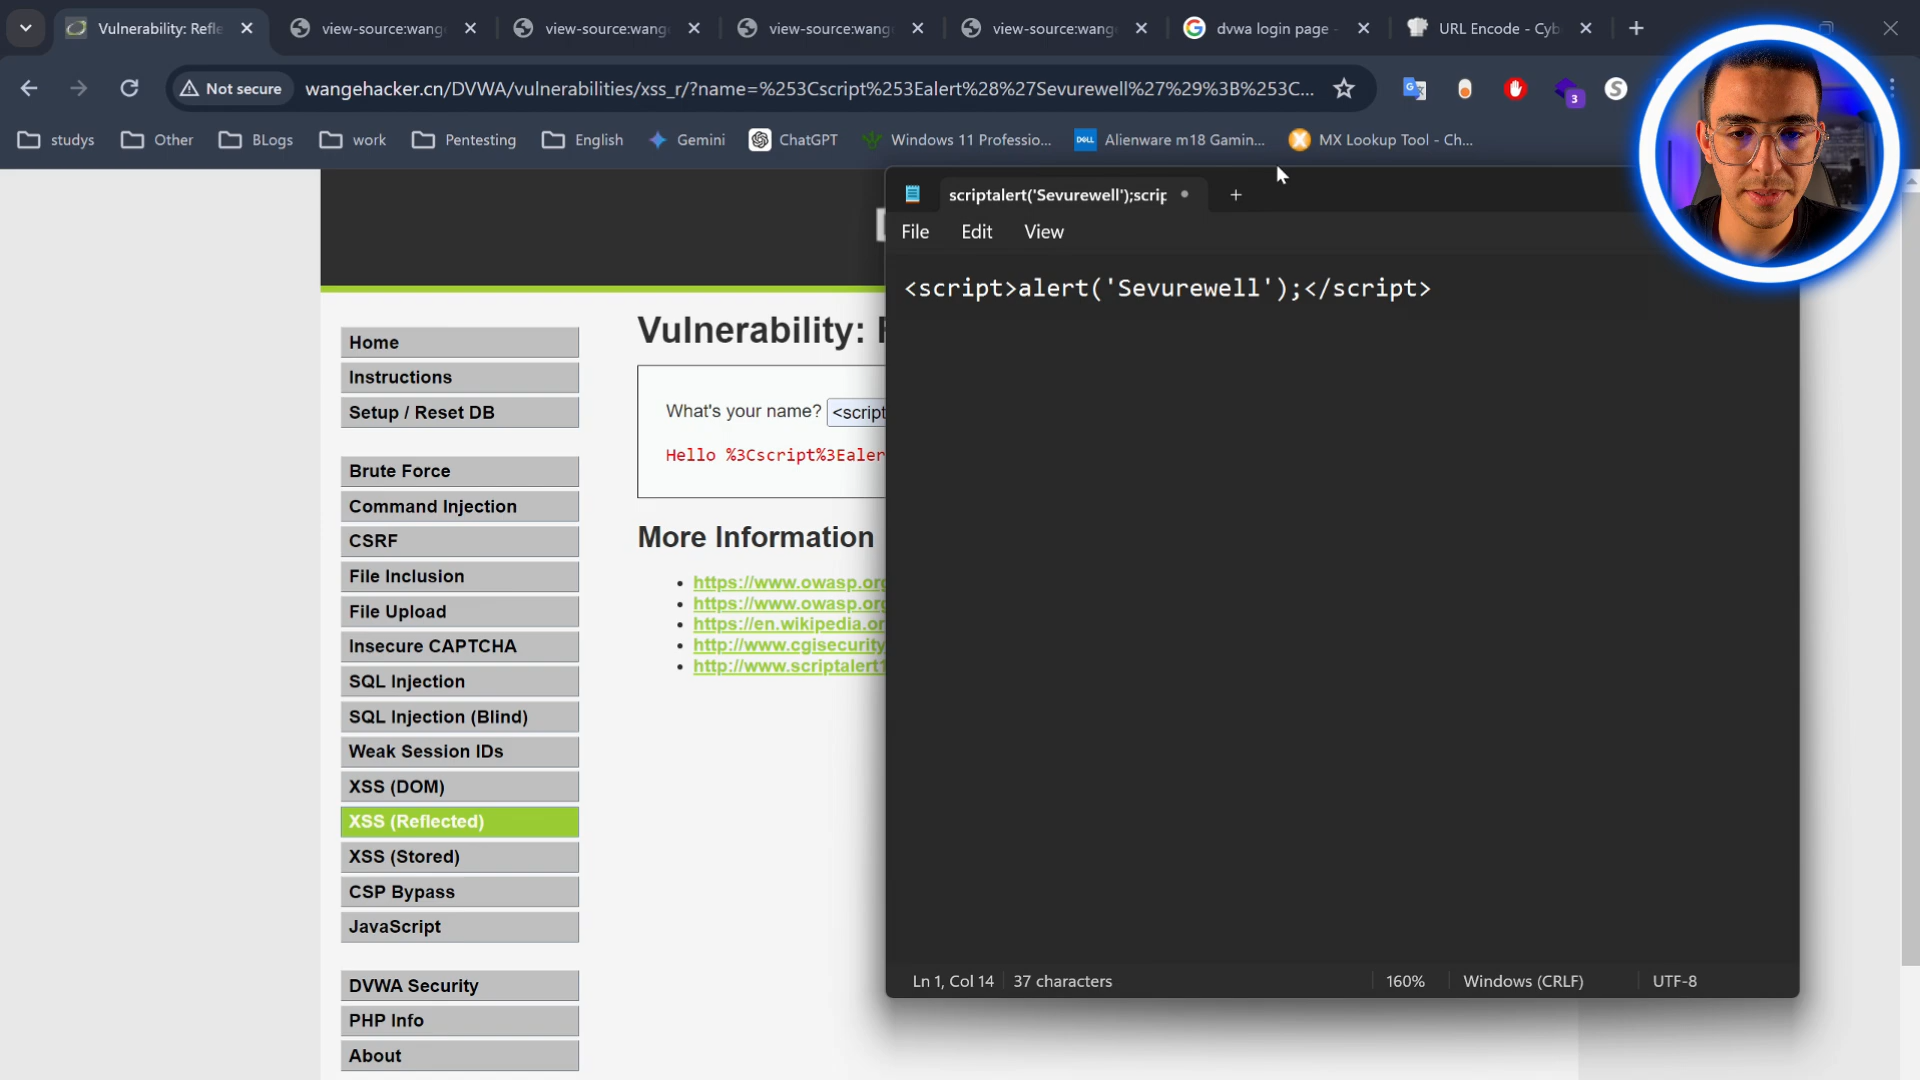 Vulnerability: Refle
view-source:wang
view-source:wang
view-source:wang
view-source:wang
dvwa login page -
URL Encode - Cyb
Not secure
wangehacker.cn/DVWA/vulnerabilities/xss_r/?name=%253Cscript%253Ealert%28%27Sevurewell%27%29%3B%253C...
3
studys
Other
BLogs
work
Pentesting
English
Gemini
ChatGPT
Windows 11 Professio...
DELL
Alienware m18 Gamin...
MX Lookup Tool - Ch...
scriptalert('Sevurewell');scrip
File
Edit
View
<script>alert('Sevurewell');</script>
Home
Instructions
Setup / Reset DB
Brute Force
Command Injection
CSRF
File Inclusion
File Upload
Insecure CAPTCHA
SQL Injection
SQL Injection (Blind)
Weak Session IDs
XSS (DOM)
XSS (Reflected)
XSS (Stored)
CSP Bypass
JavaScript
DVWA Security
PHP Info
About
Vulnerability:
What's your name? <script
Hello %3Cscript%3Ealer
More Information
https://www.owasp.org
https://www.owasp.org
https://en.wikipedia.or
http://www.cgisecurity
http://www.scriptalert1
Ln 1, Col 14
37 characters
160%
Windows (CRLF)
UTF-8